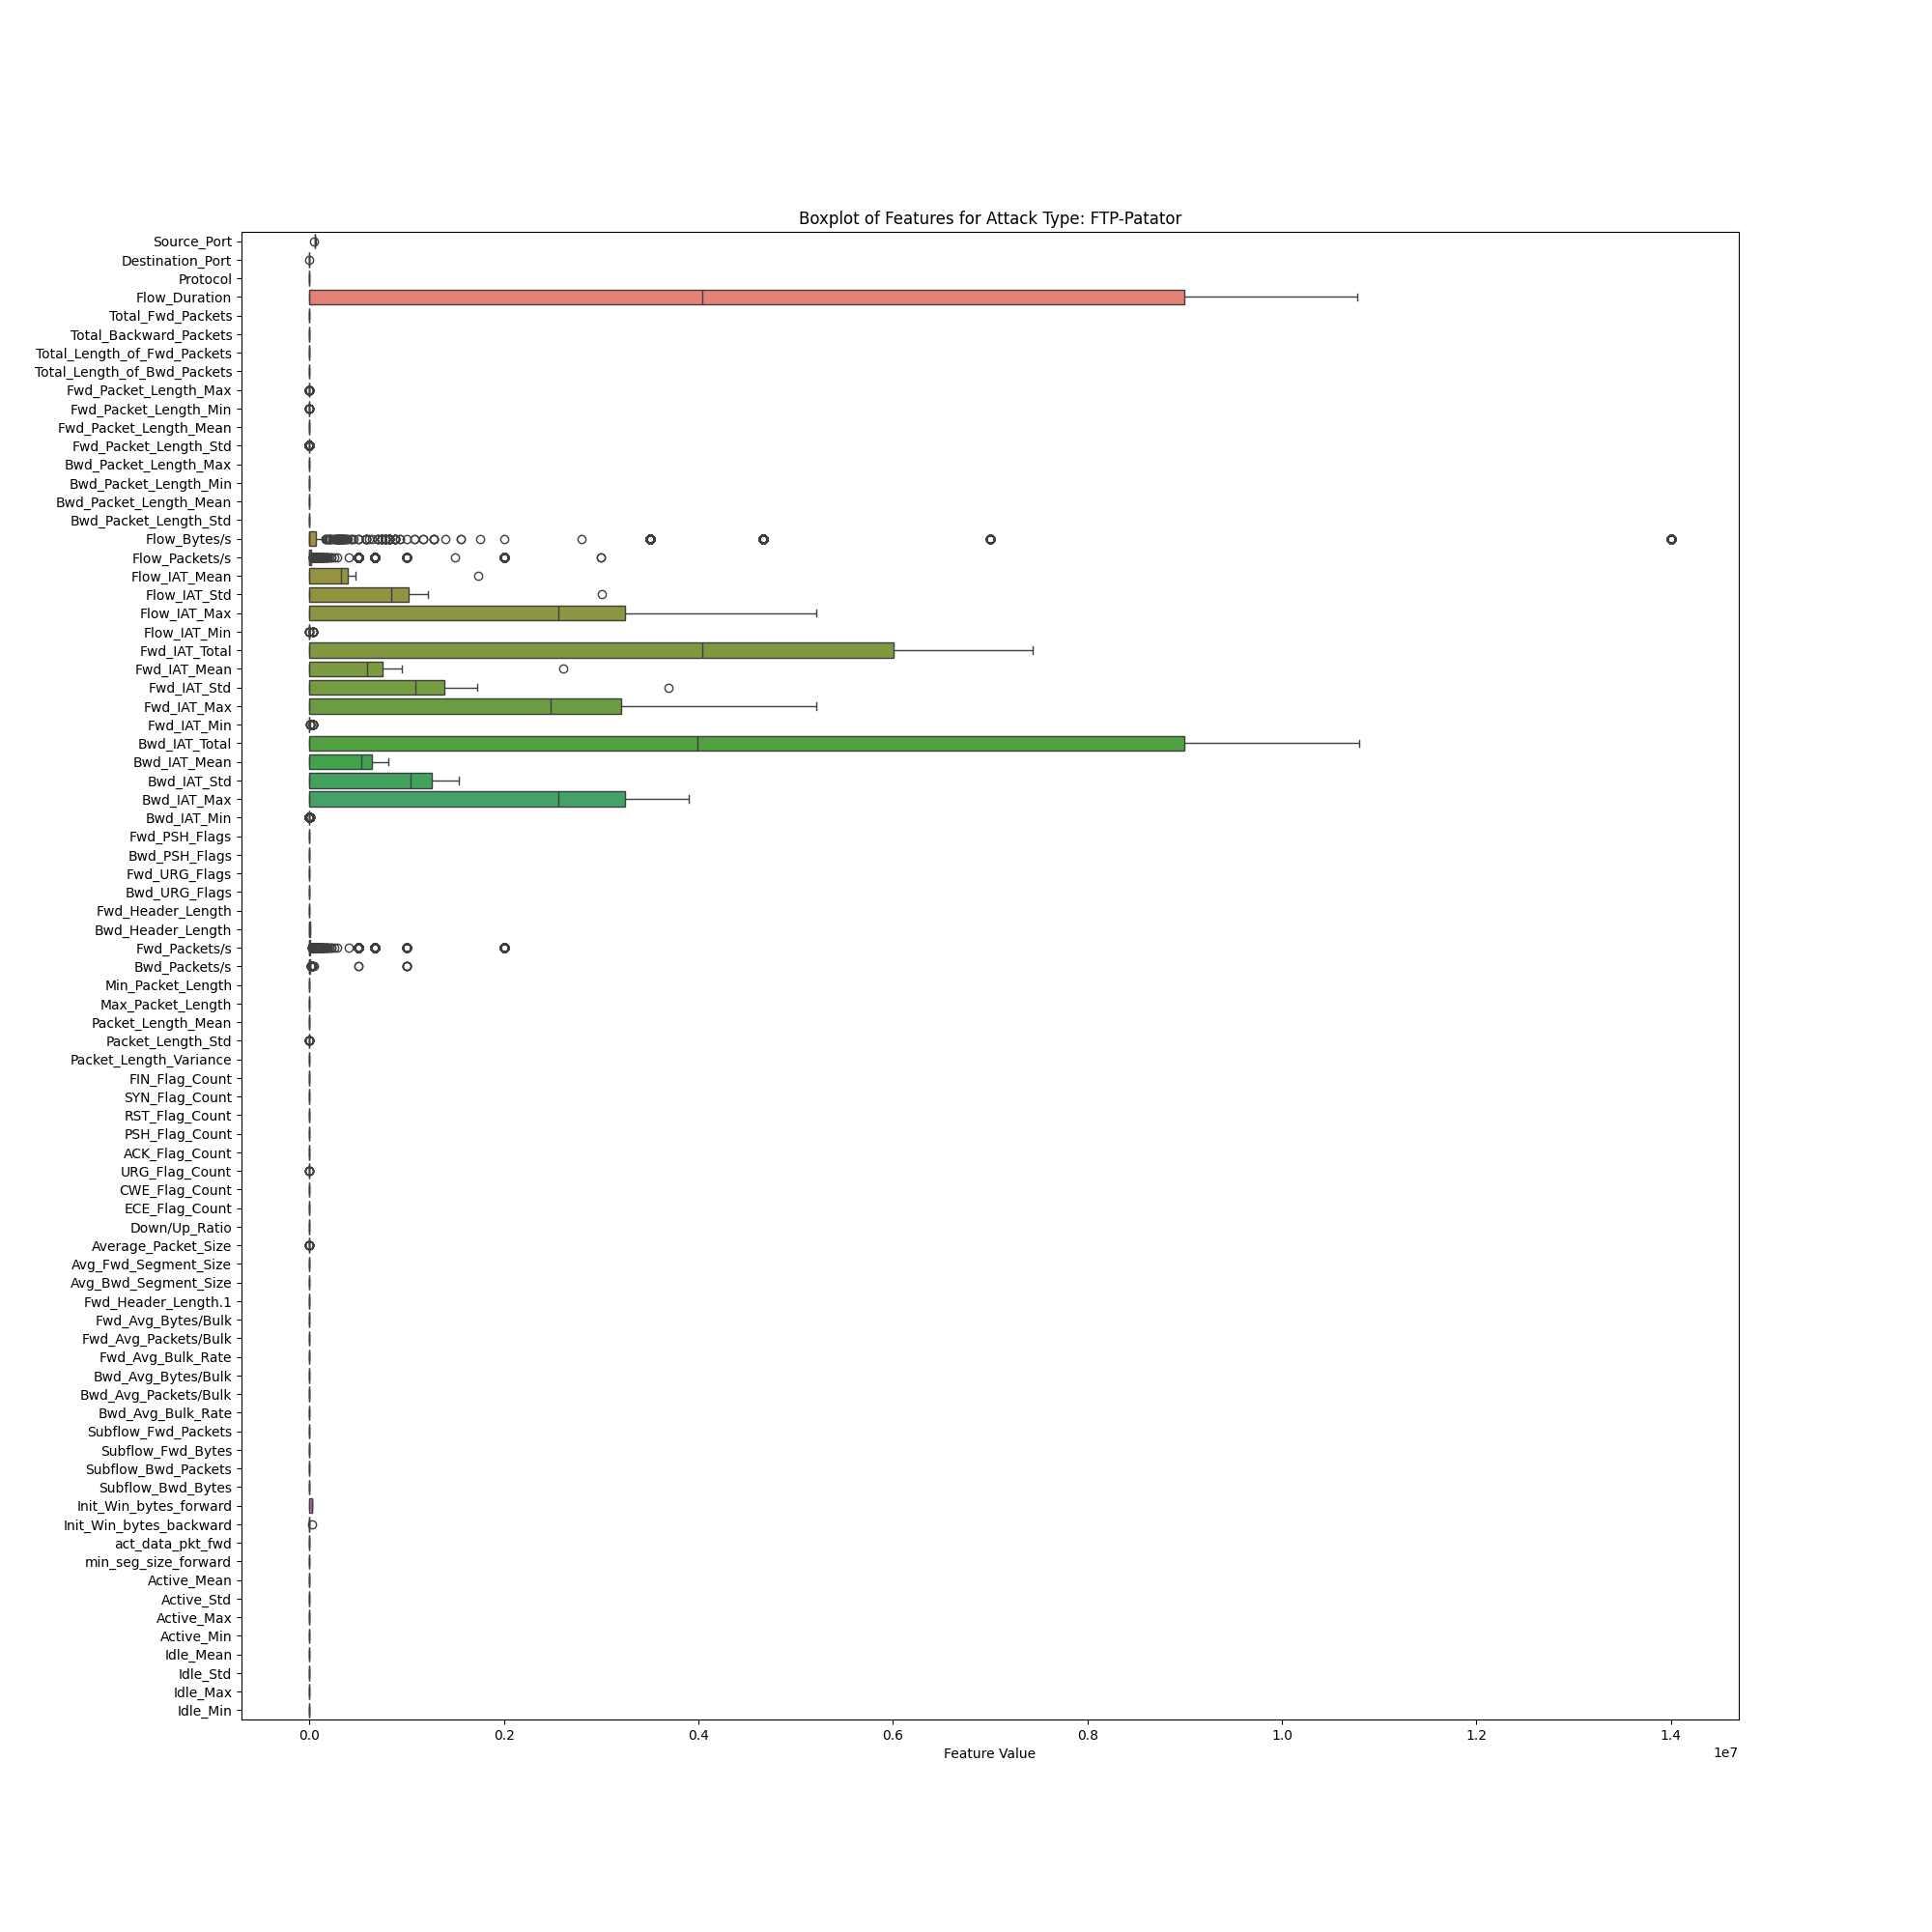 Boxplot of Features for Attack Type: FTP-Patator
Source_Port
Destination_Port
Protocol
Flow_Duration
Total_Fwd_Packets
Total_Backward_Packets
Total_Length_of_Fwd_Packets
Total_Length_of_Bwd_Packets
Fwd_Packet_Length_Max
Fwd_Packet_Length_Min
Fwd_Packet_Length_Mean
Fwd_Packet_Length_Std
Bwd_Packet_Length_Max
Bwd_Packet_Length_Min
Bwd_Packet_Length_Mean
Bwd_Packet_Length_Std
Flow_Bytes/s
Flow_Packets/s
Flow_IAT_Mean
Flow_IAT_Std
Flow_IAT_Max
Flow_IAT_Min
Fwd_IAT_Total
Fwd_IAT_Mean
Fwd_IAT_Std
Fwd_IAT_Max
Fwd_IAT_Min
Bwd_IAT_Total
Bwd_IAT_Mean
Bwd_IAT_Std
Bwd_IAT_Max
Bwd_IAT_Min
Fwd_PSH_Flags
Bwd_PSH_Flags
Fwd_URG_Flags
Bwd_URG_Flags
Fwd_Header_Length
Bwd_Header_Length
Fwd_Packets/s
Bwd_Packets/s
Min_Packet_Length
Max_Packet_Length
Packet_Length_Mean
Packet_Length_Std
Packet_Length_Variance
FIN_Flag_Count
SYN_Flag_Count
RST_Flag_Count
PSH_Flag_Count
ACK_Flag_Count
URG_Flag_Count
CWE_Flag_Count
ECE_Flag_Count
Down/Up_Ratio
Average_Packet_Size
Avg_Fwd_Segment_Size
Avg_Bwd_Segment_Size
Fwd_Header_Length.1
Fwd_Avg_Bytes/Bulk
Fwd_Avg_Packets/Bulk
Fwd_Avg_Bulk_Rate
Bwd_Avg_Bytes/Bulk
Bwd_Avg_Packets/Bulk
Bwd_Avg_Bulk_Rate
Subflow_Fwd_Packets
Subflow_Fwd_Bytes
Subflow_Bwd_Packets
Subflow_Bwd_Bytes
Init_Win_bytes_forward
Init_Win_bytes_backward
act_data_pkt_fwd
min_seg_size_forward
Active_Mean
Active_Std
Active_Max
Active_Min
Idle_Mean
Idle_Std
Idle_Max
Idle_Min
0.0 0.2 0.4 0.6 0.8 1.0 1.2 1.4
Feature Value
1e7